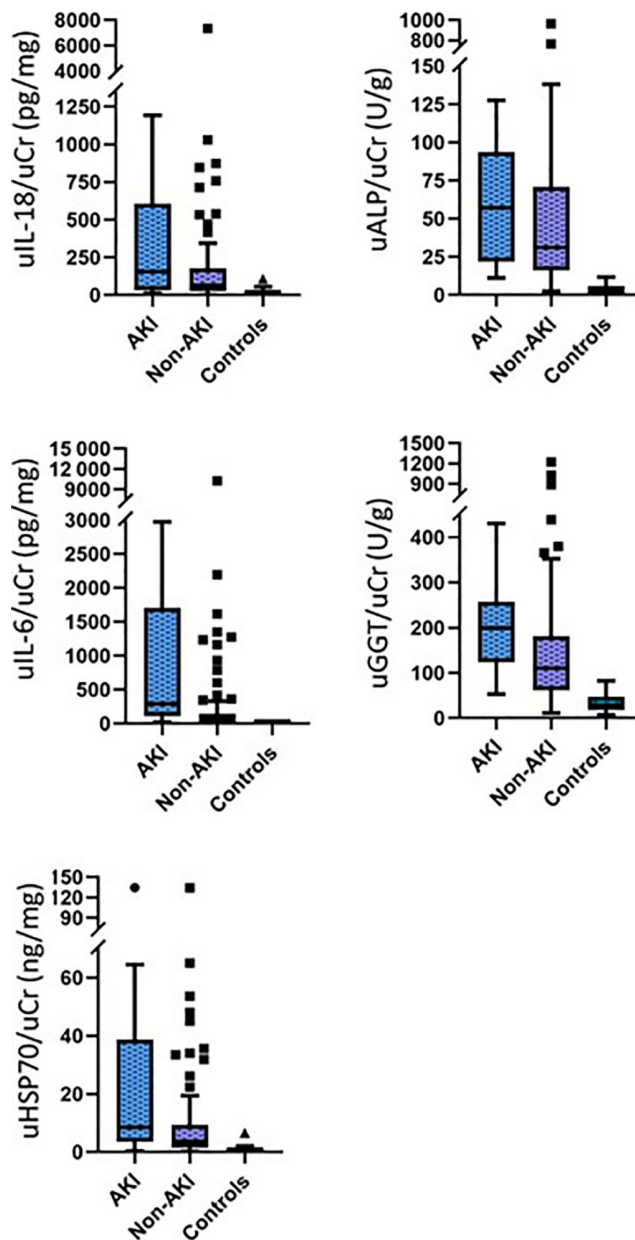 uIL-18/uCr (pg/mg)
8000
6000
4000
1250
1000
750
500
250
0
AKI
Non-AKI
Controls
uALP/uCr (U/g)
1000
800
150
125
100
75
50
25
0
AKI
Non-AKI
Controls
uIL-6/uCr (pg/mg)
15 000
12 000
9000
3000
2500
2000
1500
1000
500
0
AKI
Non-AKI
Controls
uGGT/uCr (U/g)
1500
1200
900
400
300
200
100
0
AKI
Non-AKI
Controls
uHSP70/uCr (ng/mg)
150
120
90
60
40
20
0
AKI
Non-AKI
Controls